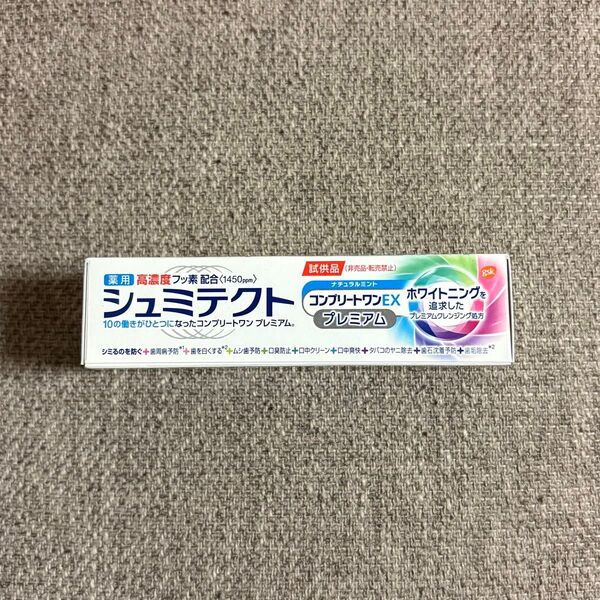 薬用 高濃度フッ素 配合〈1450ppm〉
シュミテクト
10の働きがひとつになったコンプリートワン プレミアム。
試供品 (非売品・転売禁止)
ナチュラルミント
コンプリートワンEX
プレミアム
ホワイトニングを
追求した
プレミアムクレンジング処方
gsk
シミるのを防ぐ+歯周病予防*1+歯を白くする*2+ムシ歯予防+口臭防止+口中クリーン+口中爽快+タバコのヤニ除去+歯石沈着予防+歯垢除去*2